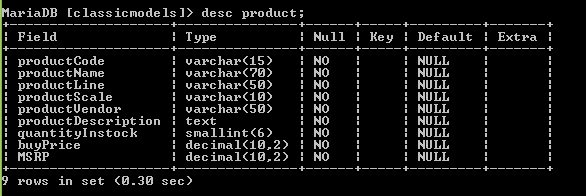 MariaDB [classicmodels]> desc product;
+--------------------+---------------+------+-----+---------+-------+
| Field              | Type          | Null | Key | Default | Extra |
+--------------------+---------------+------+-----+---------+-------+
| productCode        | varchar(15)   | NO   |     | NULL    |       |
| productName        | varchar(70)   | NO   |     | NULL    |       |
| productLine        | varchar(50)   | NO   |     | NULL    |       |
| productScale       | varchar(10)   | NO   |     | NULL    |       |
| productVendor      | varchar(50)   | NO   |     | NULL    |       |
| productDescription | text          | NO   |     | NULL    |       |
| quantityInstock    | smallint(6)   | NO   |     | NULL    |       |
| buyPrice           | decimal(10,2) | NO   |     | NULL    |       |
| MSRP               | decimal(10,2) | NO   |     | NULL    |       |
+--------------------+---------------+------+-----+---------+-------+
9 rows in set (0.30 sec)